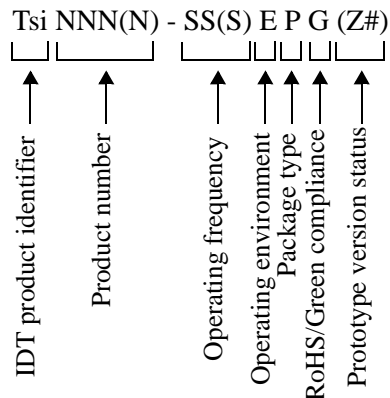 Tsi NNN(N) - SS(S) E P G (Z#)
IDT product identifier
Product number
Operating frequency
Operating environment
Package type
RoHS/Green compliance
Prototype version status